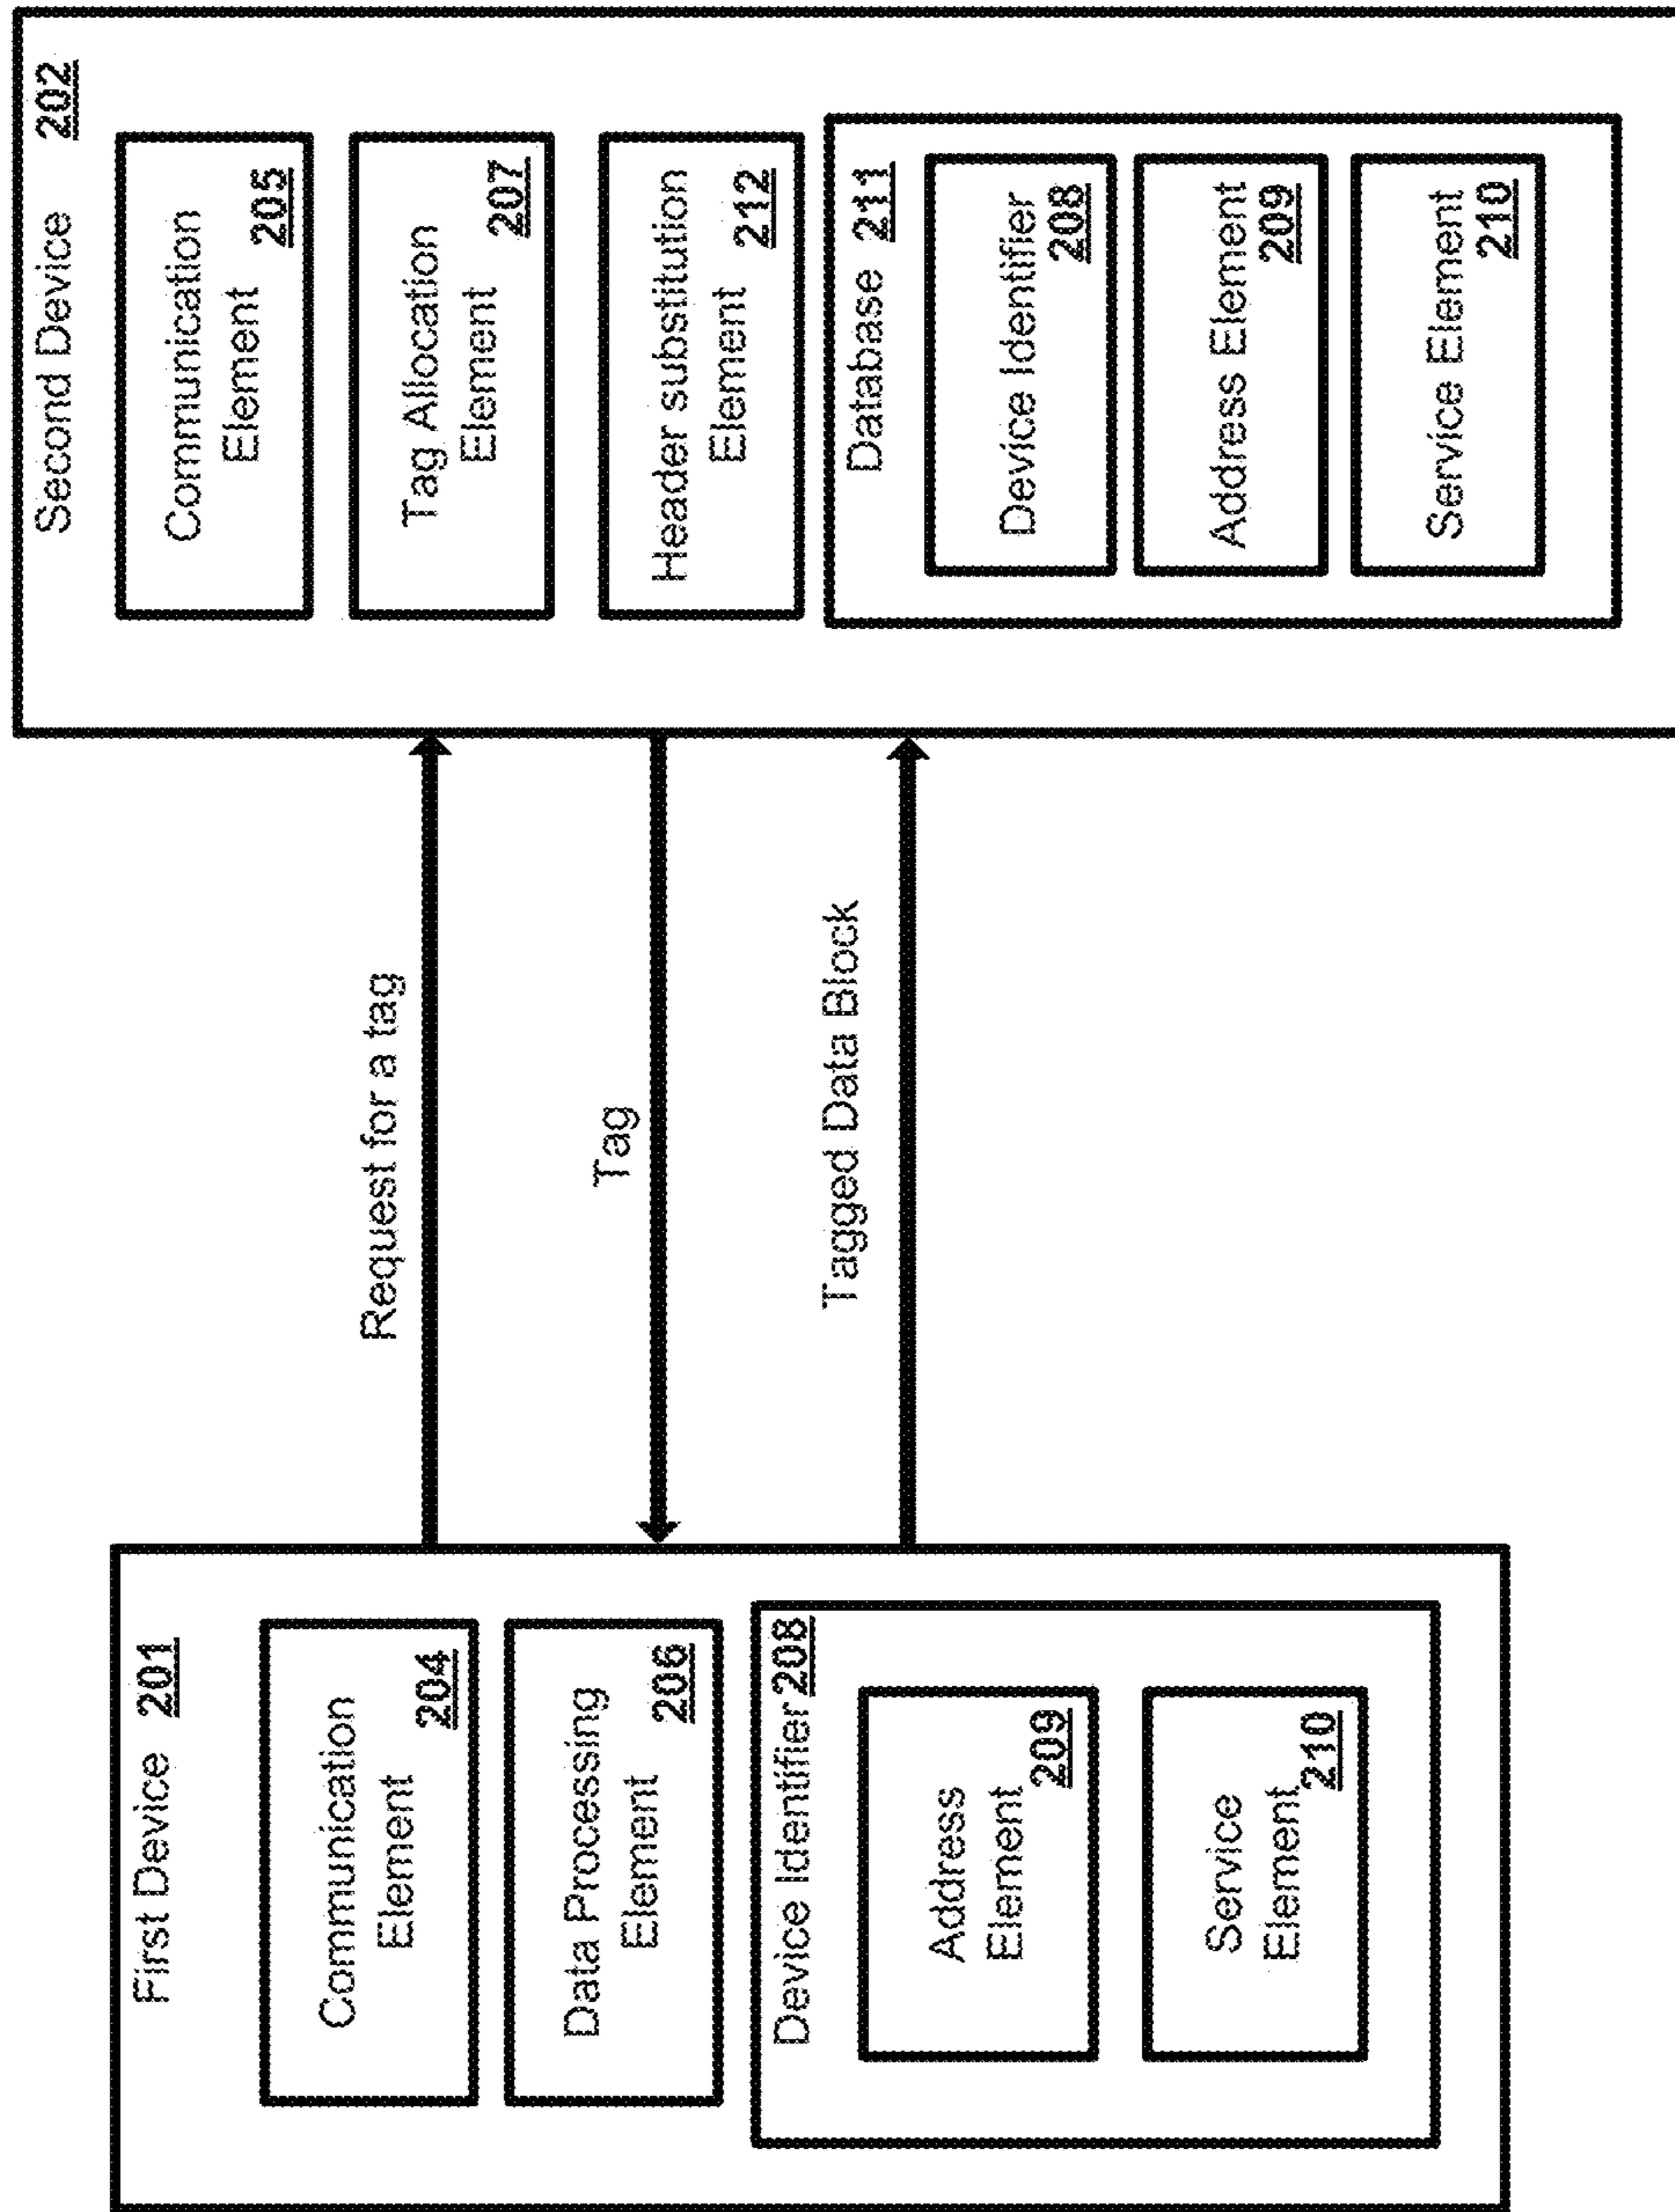 First Device 201
Communication
Element
204
Data Processing
Element
206
Device Identifier 208
Address
Element
209
Service
Element
210
Request for a tag
Tag
Tagged Data Block
Second Device 202
Communication
Element
205
Tag Allocation
Element
207
Header substitution
Element
212
Database 211
Device Identifier
208
Address Element
209
Service Element
210